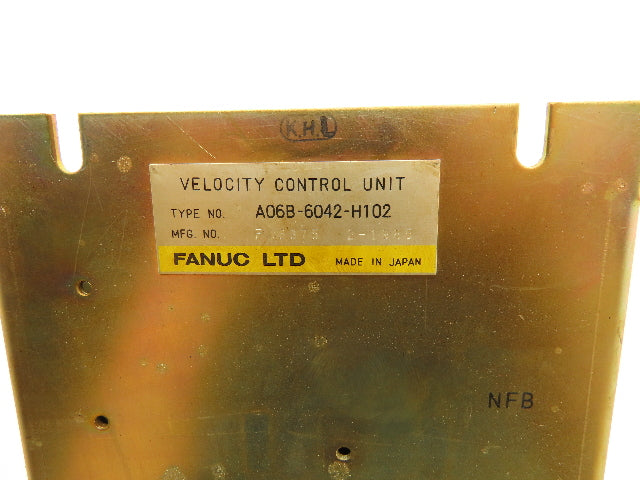 K.H.L
VELOCITY CONTROL UNIT
TYPE NO. A06B-6042-H102
MFG. NO.
FANUC LTD MADE IN JAPAN
NFB